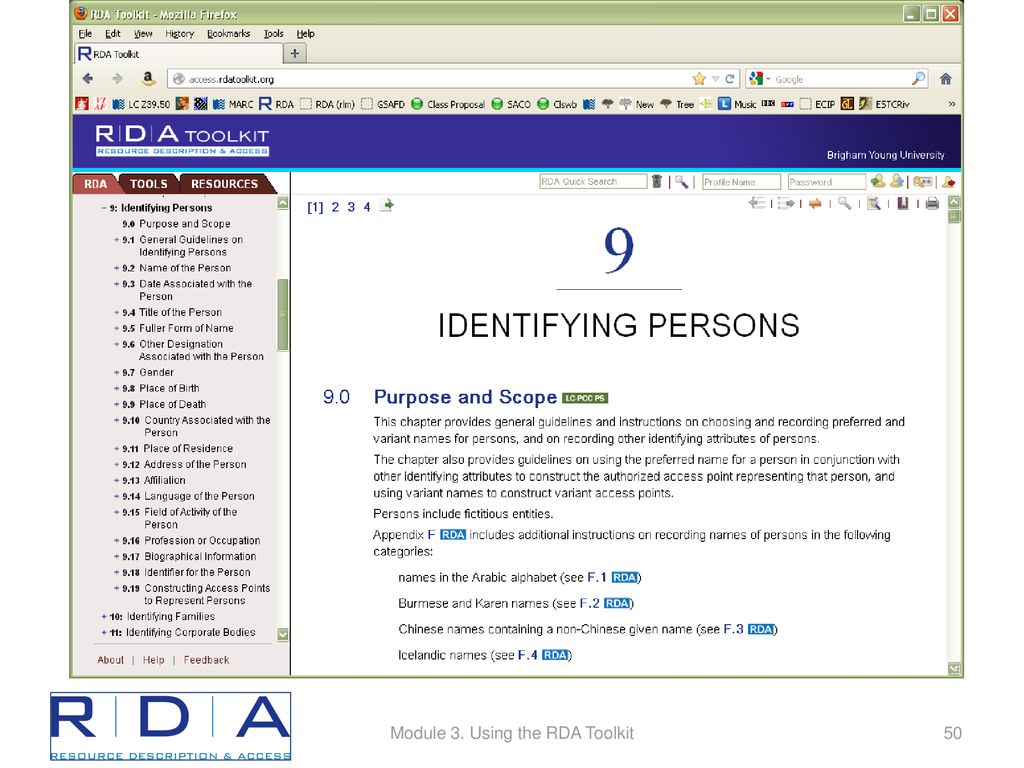 RDA Toolkit - Mozilla Firefox
File Edit View History Bookmarks Tools Help
RDA Toolkit
access.rdatoolkit.org
Google
LC Z39.50 MARC RDA RDA (rlm) GSAFD Class Proposal SACO Clswb New Tree Music ECIP ESTCRiv »
R|D|A TOOLKIT
RESOURCE DESCRIPTION & ACCESS
Brigham Young University
RDA TOOLS RESOURCES
RDA Quick Search Profile Name Password
9: Identifying Persons
9.0 Purpose and Scope
9.1 General Guidelines on
Identifying Persons
9.2 Name of the Person
9.3 Date Associated with the
Person
9.4 Title of the Person
9.5 Fuller Form of Name
9.6 Other Designation
Associated with the Person
9.7 Gender
9.8 Place of Birth
9.9 Place of Death
9.10 Country Associated with the
Person
9.11 Place of Residence
9.12 Address of the Person
9.13 Affiliation
9.14 Language of the Person
9.15 Field of Activity of the
Person
9.16 Profession or Occupation
9.17 Biographical Information
9.18 Identifier for the Person
9.19 Constructing Access Points
to Represent Persons
10: Identifying Families
11: Identifying Corporate Bodies
About | Help | Feedback
[1] 2 3 4
9
IDENTIFYING PERSONS
9.0 Purpose and Scope LC-PCC PS
This chapter provides general guidelines and instructions on choosing and recording preferred and
variant names for persons, and on recording other identifying attributes of persons.
The chapter also provides guidelines on using the preferred name for a person in conjunction with
other identifying attributes to construct the authorized access point representing that person, and
using variant names to construct variant access points.
Persons include fictitious entities.
Appendix F RDA includes additional instructions on recording names of persons in the following
categories:
names in the Arabic alphabet (see F.1 RDA)
Burmese and Karen names (see F.2 RDA)
Chinese names containing a non-Chinese given name (see F.3 RDA)
Icelandic names (see F.4 RDA)
R|D|A
RESOURCE DESCRIPTION & ACCESS
Module 3. Using the RDA Toolkit
50